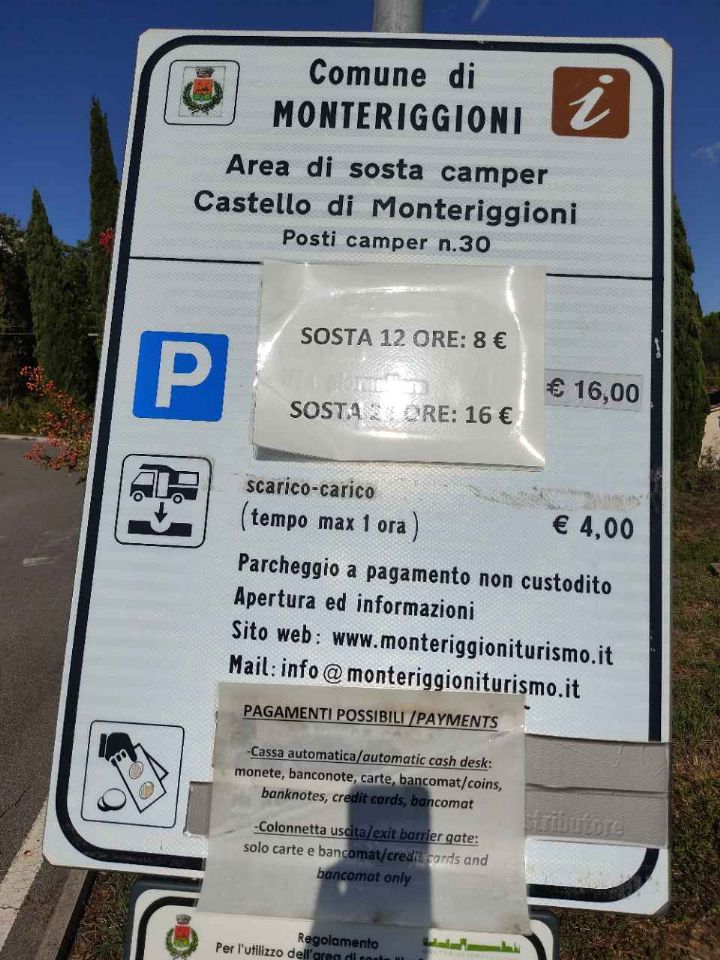 Comune di
MONTERIGGIONI
i
Area di sosta camper
Castello di Monteriggioni
Posti camper n.30
SOSTA 12 ORE: 8 €
P
€ 16,00
SOSTA ORE: 16 €
scarico-carico
(tempo max 1 ora)
€ 4,00
Parcheggio a pagamento non custodito
Apertura ed informazioni
Sito web: www.monteriggioniturismo.it
Mail: info@monteriggioniturismo.it
PAGAMENTI POSSIBILI/PAYMENTS
-Cassa automatica/automatic cash desk:
monete, banconote, carte, bancomat/coins,
banknotes, credit cards, bancomat
-Colonnetta uscita/exit barrier gate:
solo carte e bancomat/credit cards and
bancomat only
Regolamento
Per l'utilizzo dell'area di sosta